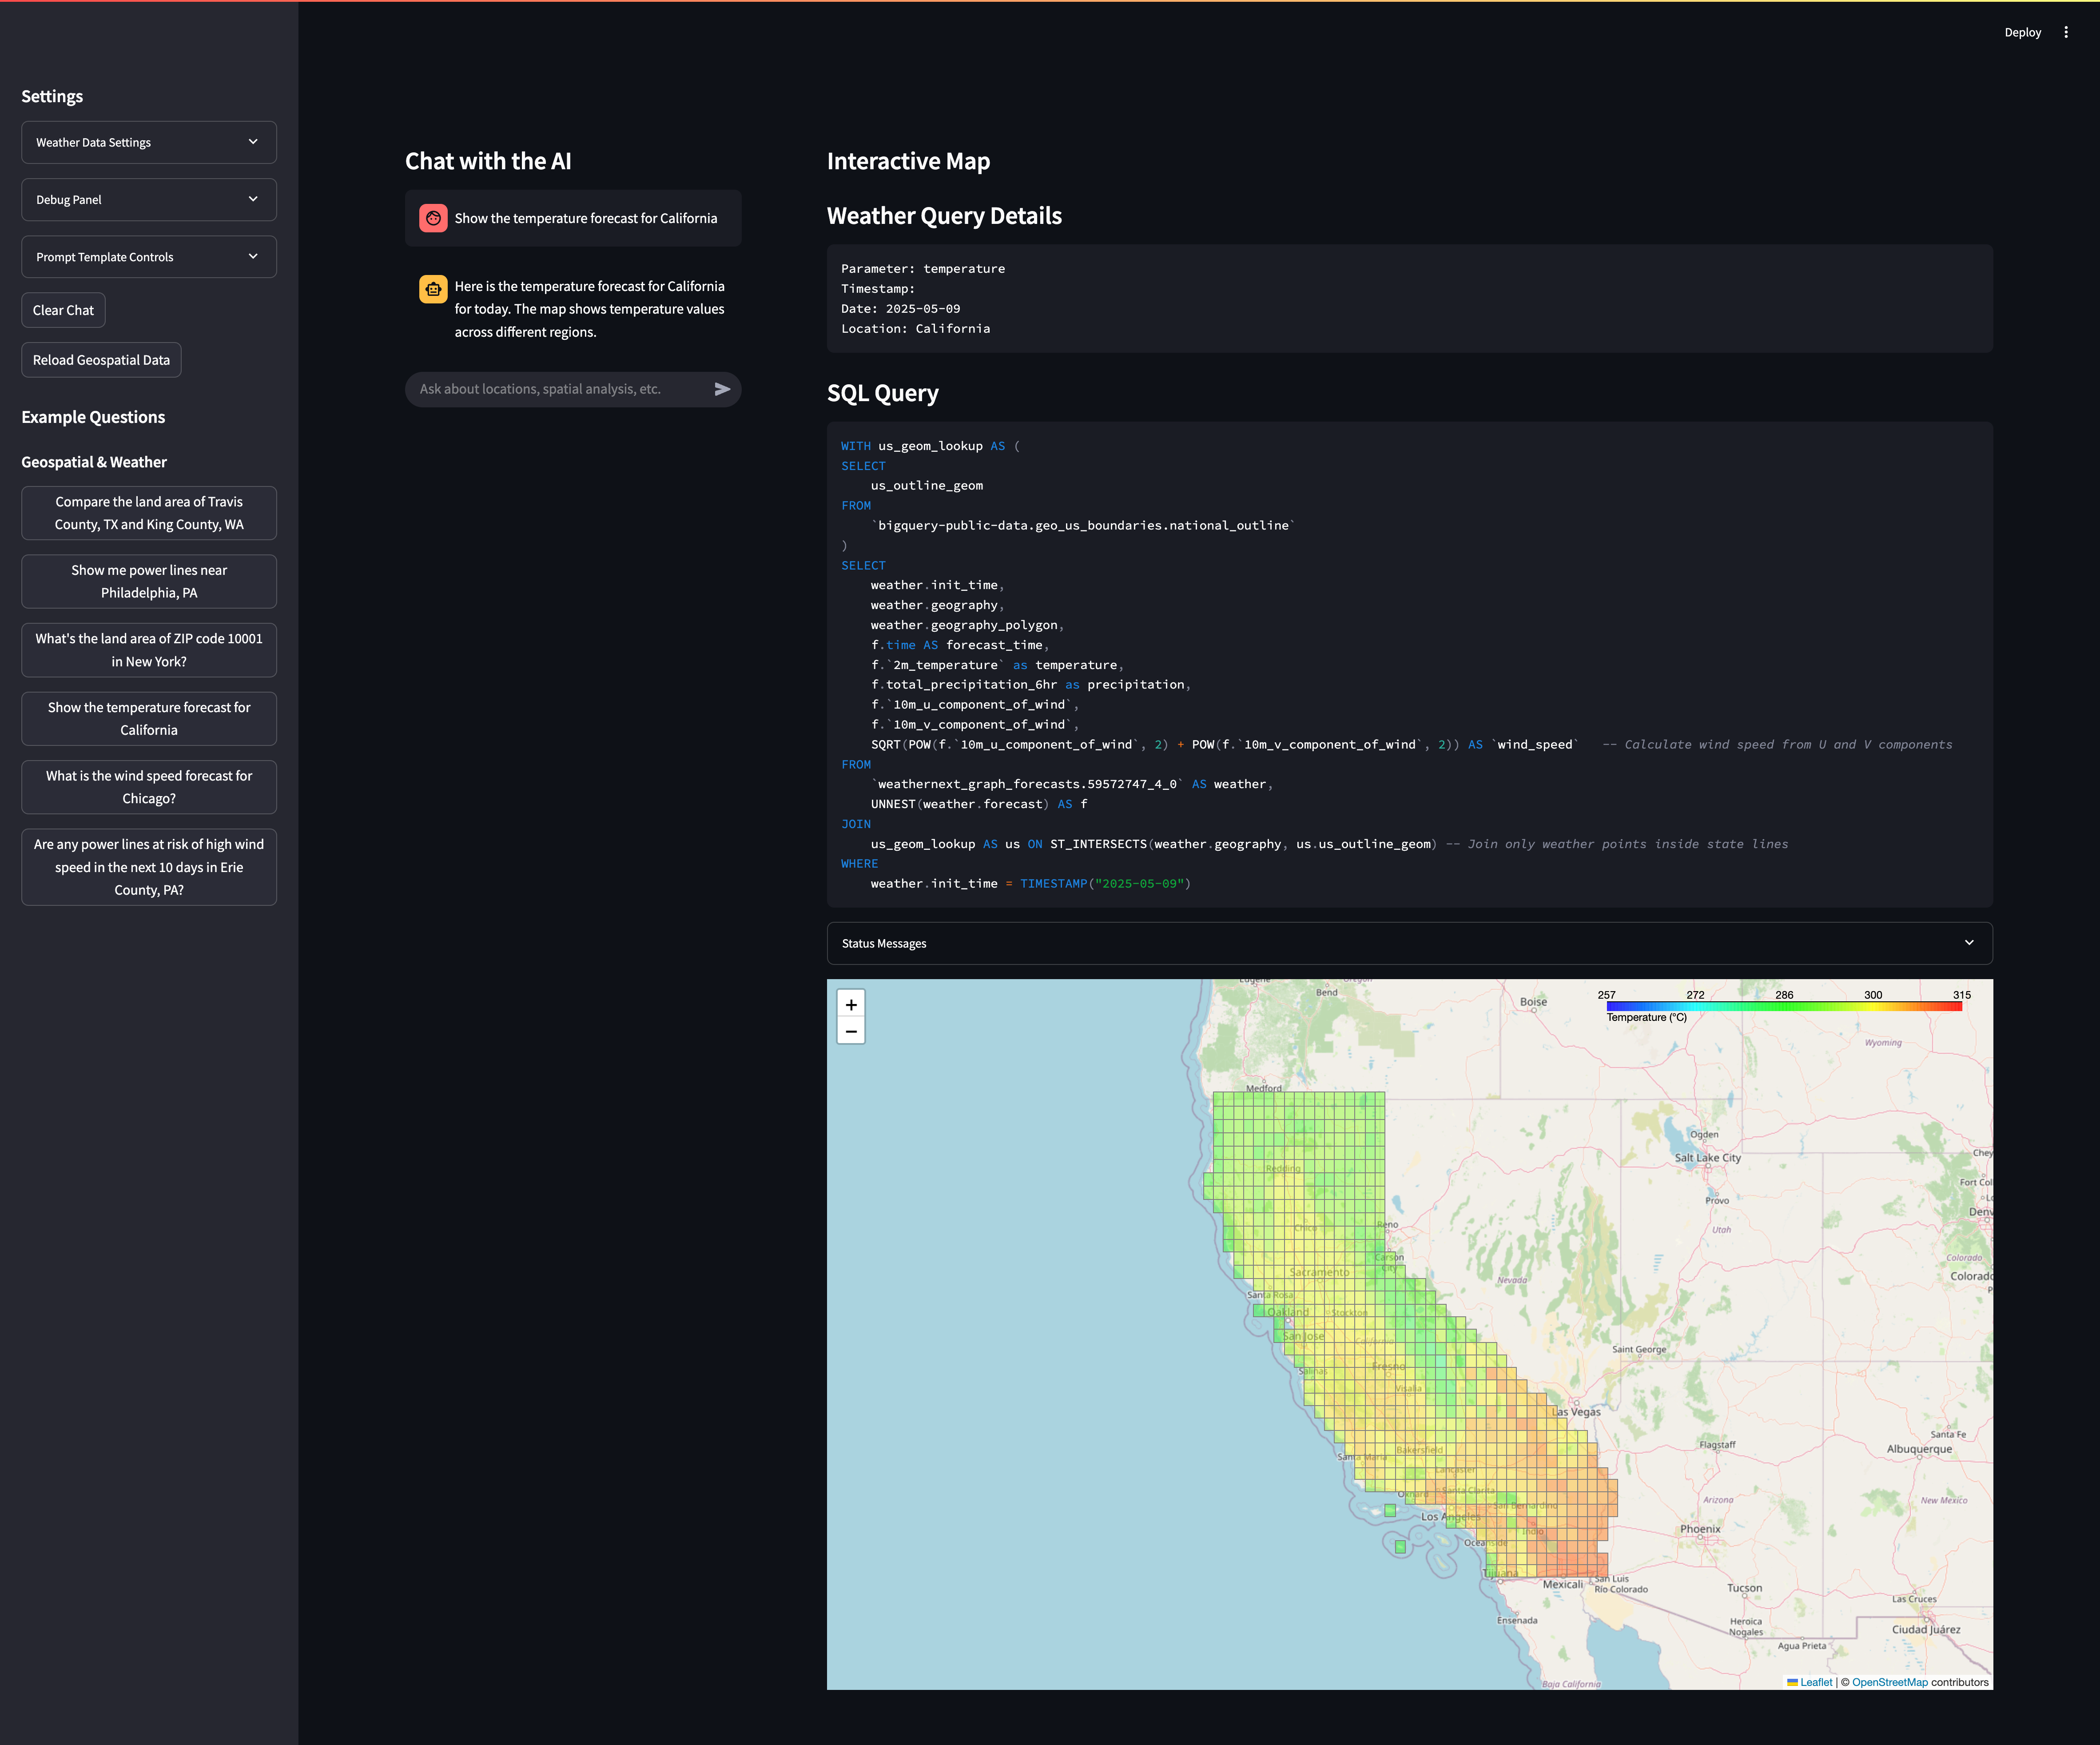 Deploy
Settings
Weather Data Settings
Debug Panel
Prompt Template Controls
Clear Chat
Reload Geospatial Data
Example Questions
Geospatial & Weather
Compare the land area of Travis
County, TX and King County, WA
Show me power lines near
Philadelphia, PA
What's the land area of ZIP code 10001
in New York?
Show the temperature forecast for
California
What is the wind speed forecast for
Chicago?
Are any power lines at risk of high wind
speed in the next 10 days in Erie
County, PA?
Chat with the AI
Show the temperature forecast for California
Here is the temperature forecast for California
for today. The map shows temperature values
across different regions.
Ask about locations, spatial analysis, etc.
Interactive Map
Weather Query Details
Parameter: temperature
Timestamp:
Date: 2025-05-09
Location: California
SQL Query
WITH us_geom_lookup AS (
SELECT
us_outline_geom
FROM
`bigquery-public-data.geo_us_boundaries.national_outline`
)
SELECT
weather.init_time,
weather.geography,
weather.geography_polygon,
f.time AS forecast_time,
f.`2m_temperature` as temperature,
f.total_precipitation_6hr as precipitation,
f.`10m_u_component_of_wind`,
f.`10m_v_component_of_wind`,
SQRT(POW(f.`10m_u_component_of_wind`, 2) + POW(f.`10m_v_component_of_wind`, 2)) AS `wind_speed` -- Calculate wind speed from U and V components
FROM
`weathernext_graph_forecasts.59572747_4_0` AS weather,
UNNEST(weather.forecast) AS f
JOIN
us_geom_lookup AS us ON ST_INTERSECTS(weather.geography, us.us_outline_geom) -- Join only weather points inside state lines
WHERE
weather.init_time = TIMESTAMP("2025-05-09")
Status Messages
+
−
257 272 286 300 315
Temperature (°C)
Eugene
Bend
Oregon
Boise
Wyoming
Medford
Ogden
Salt Lake City
Provo
Utah
Redding
Chico
Reno
Carson
City
Nevada
Sacramento
Santa Rosa
Oakland
Stockton
San Jose
California
Fresno
Salinas
Visalia
Saint George
Las Vegas
Colorado
Bakersfield
Santa Maria
Lancaster
Flagstaff
Santa Fe
Albuquerque
Oxnard
Santa Clarita
San Bernardino
Los Angeles
Indio
Oceanside
Arizona
New Mexico
Phoenix
Tijuana
Mexicali
San Luis
Río Colorado
Tucson
Las Cruces
Ensenada
Heroica
Nogales
Agua Prieta
Ciudad Juárez
Baja California
Leaflet | © OpenStreetMap contributors